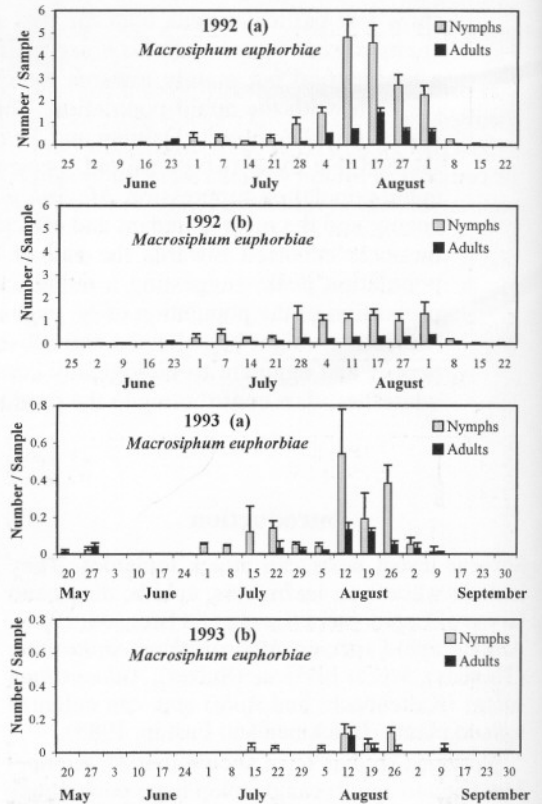 1992 (a)
Macrosiphum euphorbiae
Nymphs
Adults
Number / Sample
6
5
4
3
2
1
0
25 2 9 16 23 1 7 14 21 28 4 11 17 27 1 8 15 22
June July August
1992 (b)
Macrosiphum euphorbiae
Nymphs
Adults
Number / Sample
6
5
4
3
2
1
0
25 2 9 16 23 1 7 14 21 28 4 11 17 27 1 8 15 22
June July August
1993 (a)
Macrosiphum euphorbiae
Nymphs
Adults
Number / Sample
0.8
0.6
0.4
0.2
0
20 27 3 10 17 24 1 8 15 22 29 5 12 19 26 2 9 17 23 30
May June July August September
1993 (b)
Macrosiphum euphorbiae
Nymphs
Adults
Number / Sample
0.8
0.6
0.4
0.2
0
20 27 3 10 17 24 1 8 15 22 29 5 12 19 26 2 9 17 23 30
May June July August September